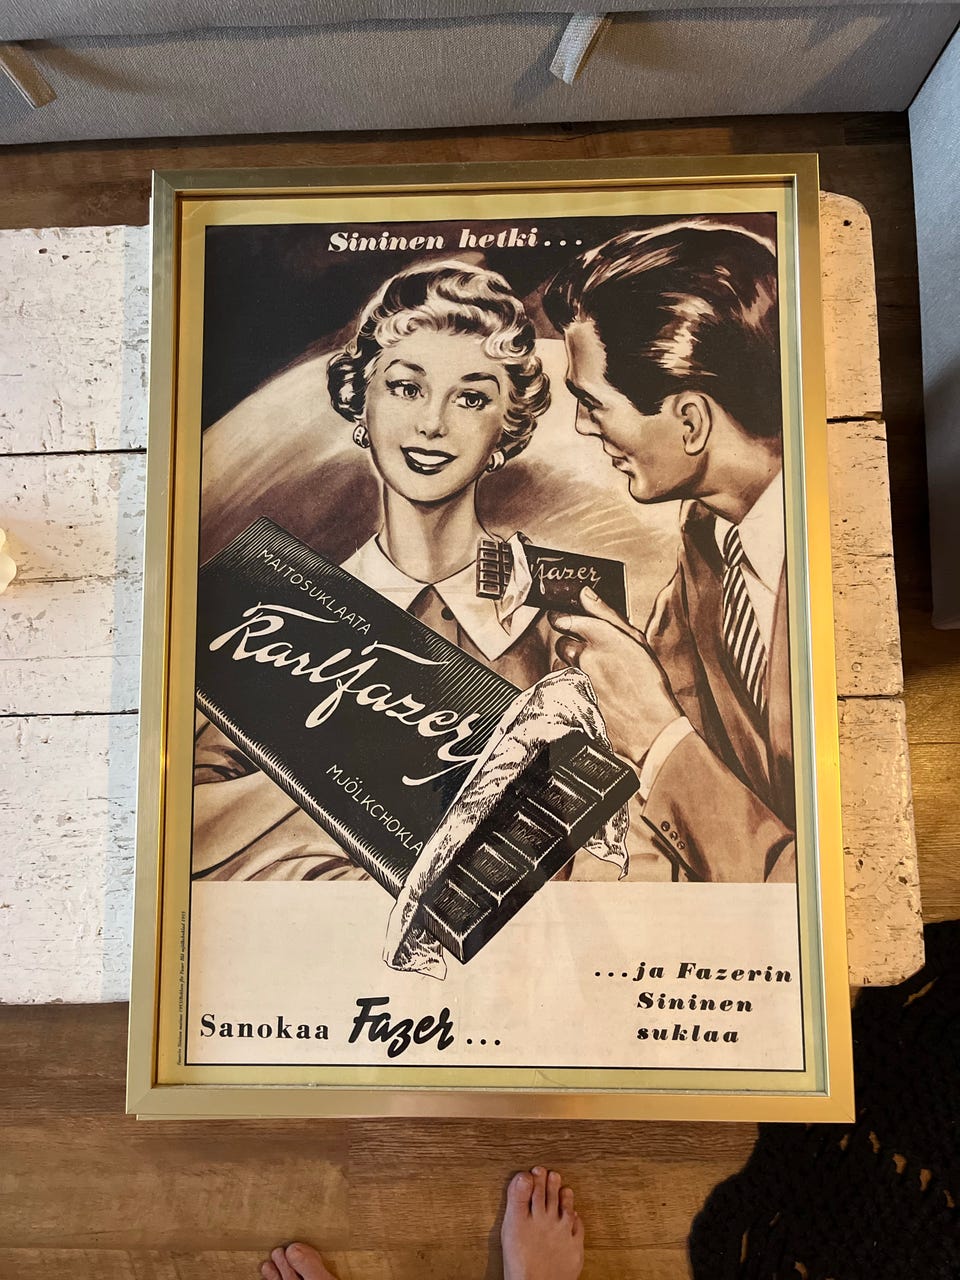 Sininen hetki...
Fazer
MAITOSUKLAATA
Karl Fazer
MJÖLKCHOKLA
...ja Fazerin
Sininen
suklaa
Sanokaa Fazer...